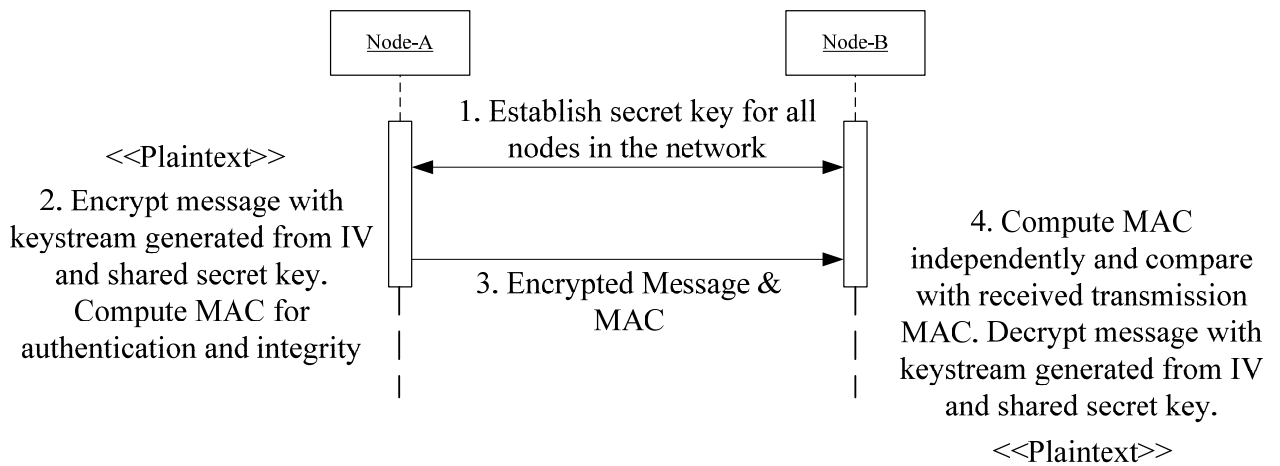 Node-A
Node-B
1. Establish secret key for all
nodes in the network
<<Plaintext>>
2. Encrypt message with
keystream generated from IV
and shared secret key.
Compute MAC for
authentication and integrity
3. Encrypted Message &
MAC
4. Compute MAC
independently and compare
with received transmission
MAC. Decrypt message with
keystream generated from IV
and shared secret key.
<<Plaintext>>